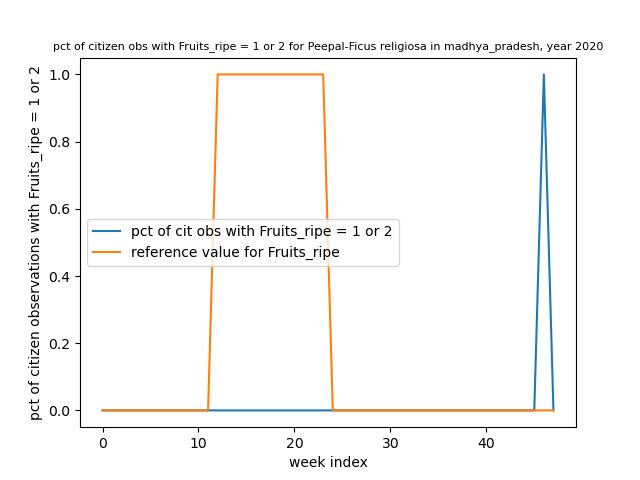 pct of citizen obs with Fruits_ripe = 1 or 2 for Peepal-Ficus religiosa in madhya_pradesh, year 2020
pct of citizen observations with Fruits_ripe = 1 or 2
1.0
0.8
0.6
0.4
0.2
0.0
pct of cit obs with Fruits_ripe = 1 or 2
reference value for Fruits_ripe
0 10 20 30 40
week index